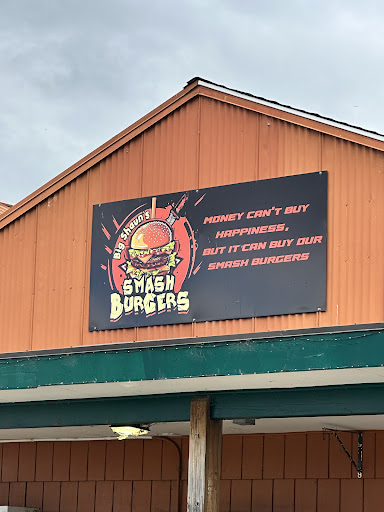 Big Shaun's
SMASH
BURGERS
MONEY CAN'T BUY
HAPPINESS,
BUT IT CAN BUY OUR
SMASH BURGERS